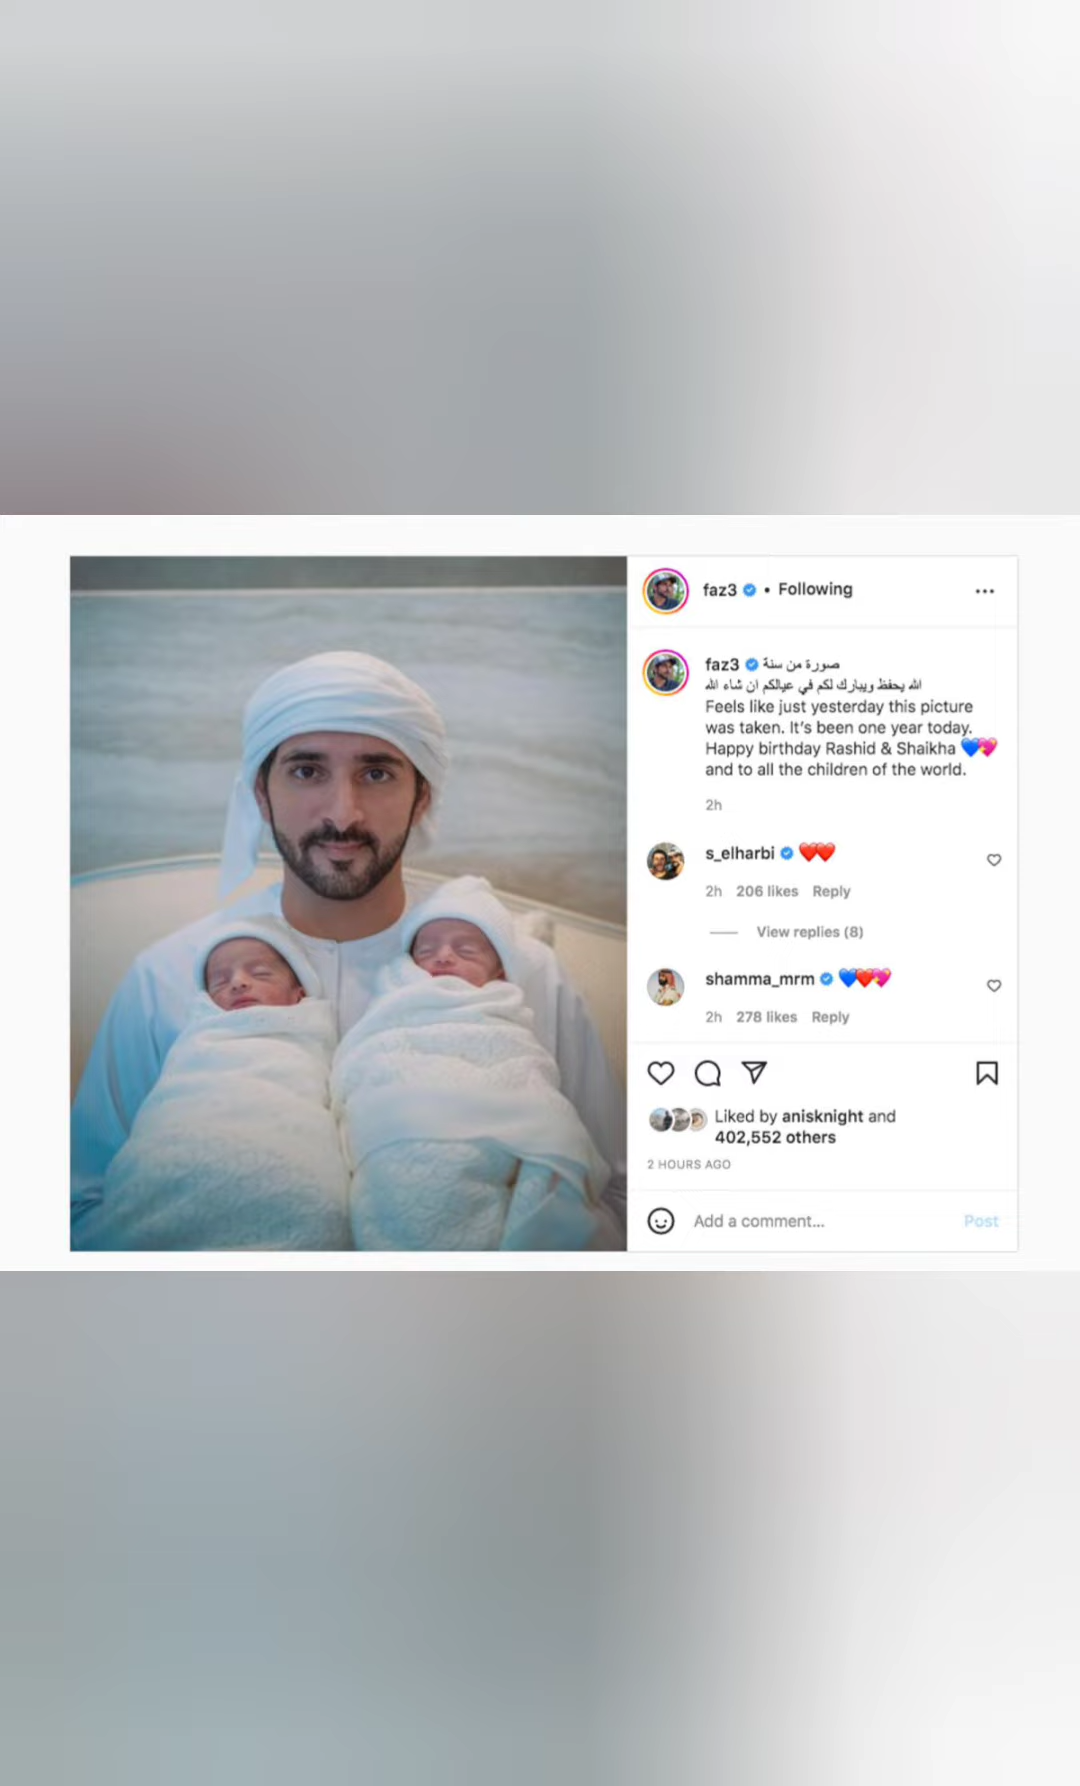 faz3 • Following
faz3 صورة من سنة
الله يحفظ ويبارك لكم في عيالكم ان شاء الله
Feels like just yesterday this picture
was taken. It's been one year today.
Happy birthday Rashid & Shaikha 💙💖
and to all the children of the world.
2h
s_elharbi ❤️❤️
2h 206 likes Reply
View replies (8)
shamma_mrm 💙❤️💖
2h 278 likes Reply
Liked by anisknight and
402,552 others
2 HOURS AGO
Add a comment... Post